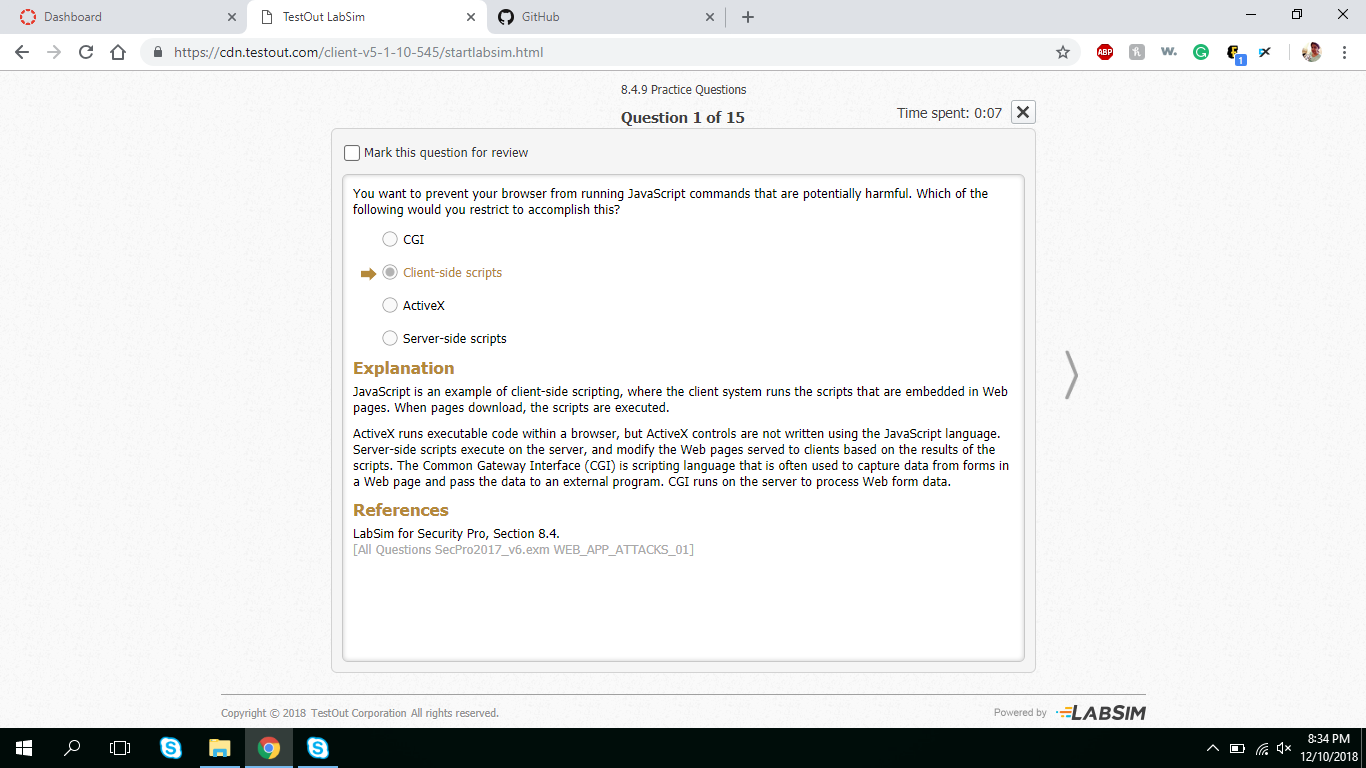 Dashboard
TestOut LabSim
GitHub
https://cdn.testout.com/client-v5-1-10-545/startlabsim.html
ABP
w.
1
8.4.9 Practice Questions
Question 1 of 15
Time spent: 0:07
Mark this question for review
You want to prevent your browser from running JavaScript commands that are potentially harmful. Which of the
following would you restrict to accomplish this?
CGI
Client-side scripts
ActiveX
Server-side scripts
Explanation
JavaScript is an example of client-side scripting, where the client system runs the scripts that are embedded in Web
pages. When pages download, the scripts are executed.
ActiveX runs executable code within a browser, but ActiveX controls are not written using the JavaScript language.
Server-side scripts execute on the server, and modify the Web pages served to clients based on the results of the
scripts. The Common Gateway Interface (CGI) is scripting language that is often used to capture data from forms in
a Web page and pass the data to an external program. CGI runs on the server to process Web form data.
References
LabSim for Security Pro, Section 8.4.
[All Questions SecPro2017_v6.exm WEB_APP_ATTACKS_01]
Copyright © 2018 TestOut Corporation All rights reserved.
Powered by LABSIM
8:34 PM
12/10/2018